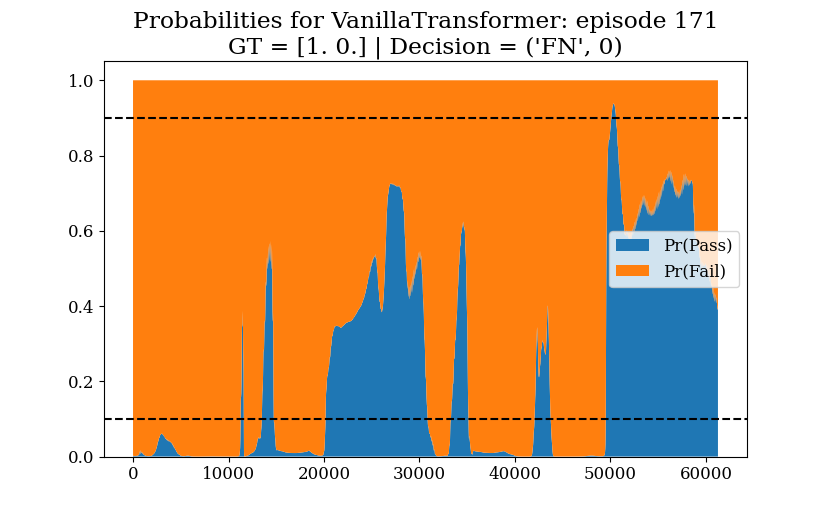 Probabilities for VanillaTransformer: episode 171
GT = [1. 0.] | Decision = ('FN', 0)
1.0
0.8
0.6
0.4
0.2
0.0
Pr(Pass)
Pr(Fail)
0 10000 20000 30000 40000 50000 60000